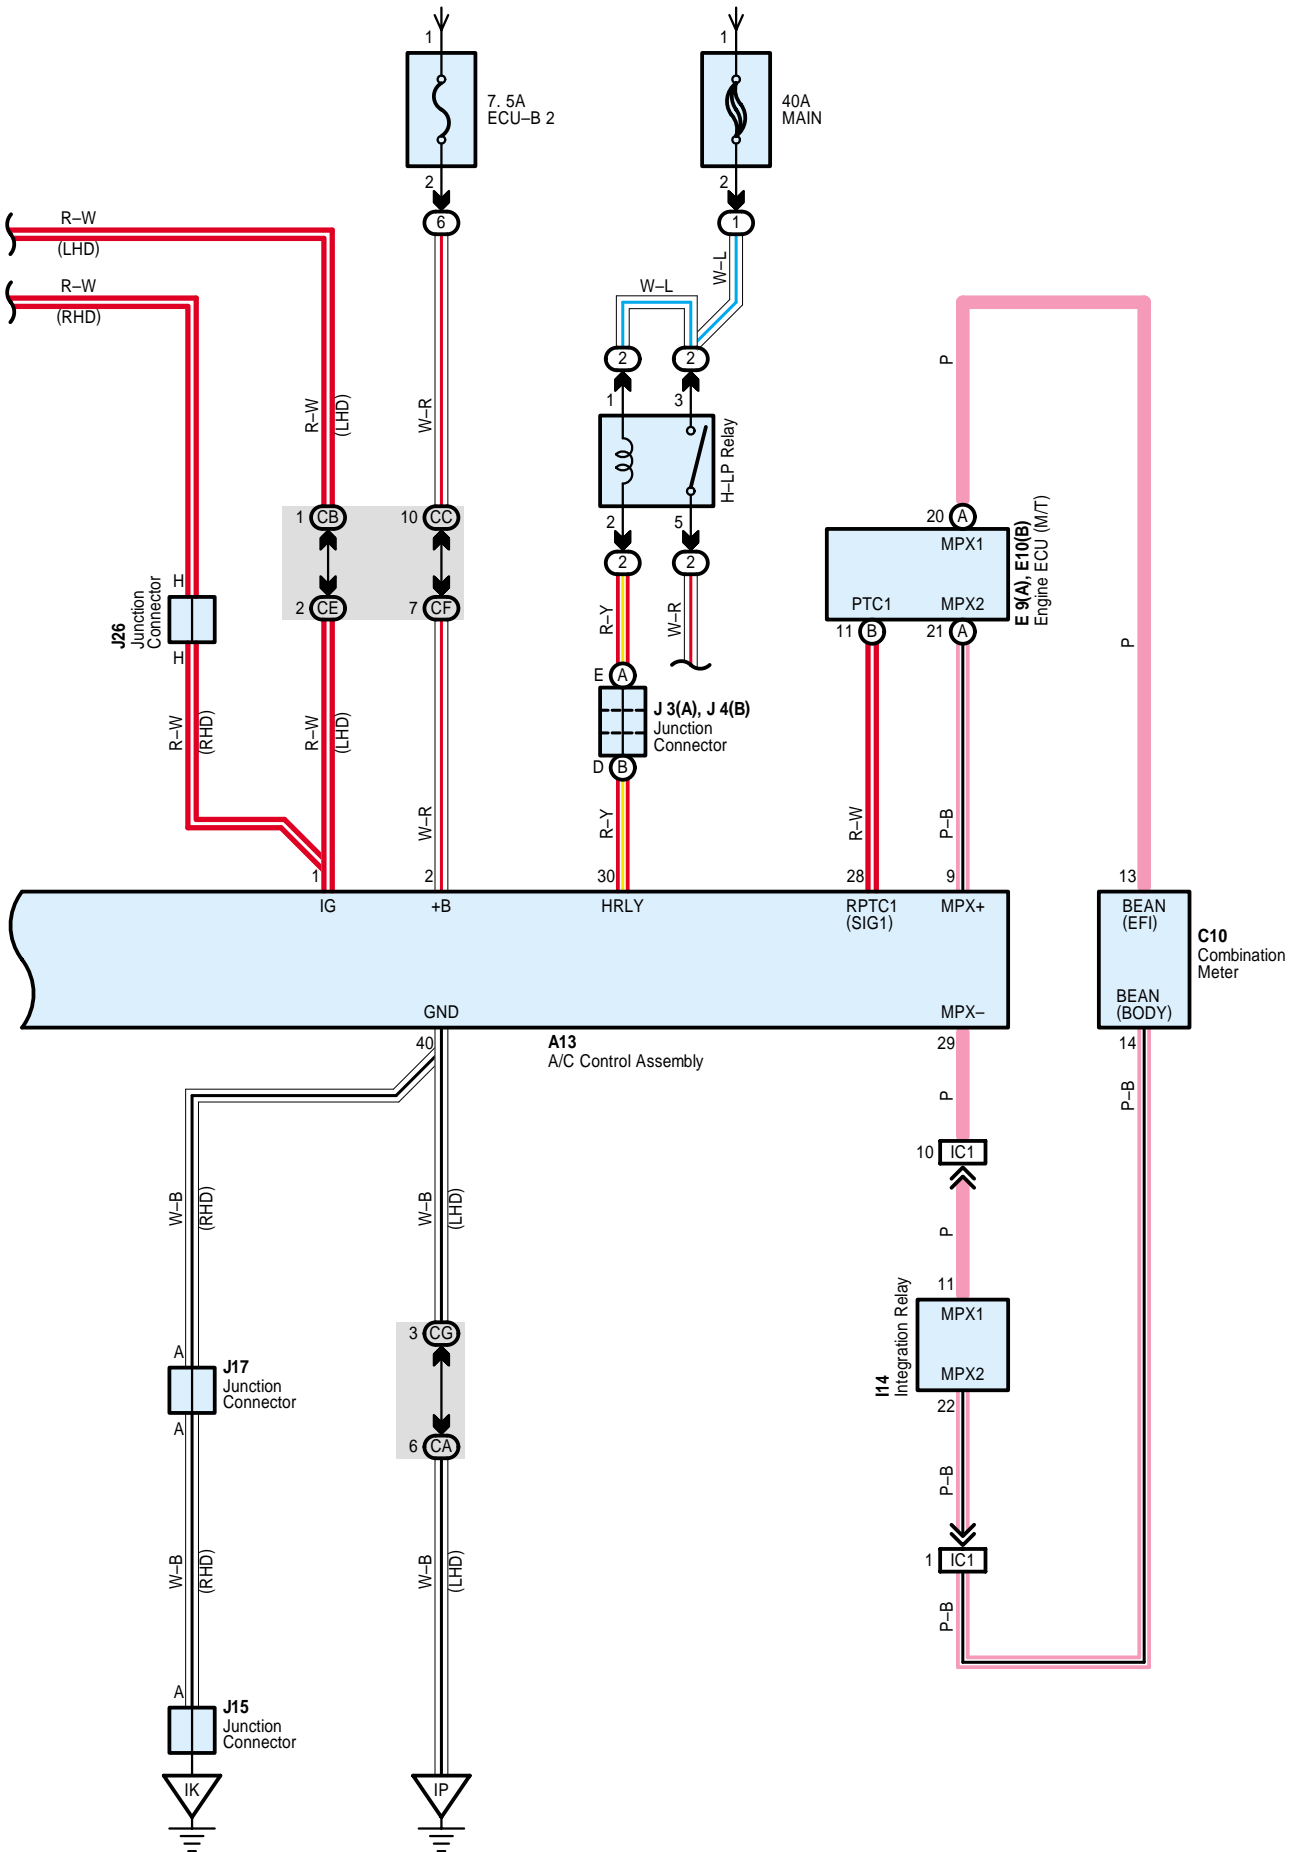 1
1
7. 5A
ECU–B 2
40A
MAIN
2
2
6
1
R–W
(LHD)
R–W
(RHD)
W–L
W–L
2
2
1
3
P
P
R–W
(LHD)
W–R
H–LP Relay
1 CB
10 CC
2
5
20 A
MPX1
E 9(A), E10(B)
Engine ECU (M/T)
PTC1
MPX2
11 B
21 A
2
2
H
J26
Junction
Connector
H
2 CE
7 CF
R–Y
W–R
E A
J 3(A), J 4(B)
Junction
Connector
D B
R–W
(RHD)
R–W
(LHD)
W–R
R–Y
R–W
P–B
1
2
30
28
9
13
IG
+B
HRLY
RPTC1
(SIG1)
MPX+
BEAN
(EFI)
C10
Combination
Meter
GND
MPX–
BEAN
(BODY)
40
A13
A/C Control Assembly
29
14
P
P–B
10 IC1
W–B
(RHD)
W–B
(LHD)
P
11
MPX1
I14
Integration Relay
MPX2
22
3 CG
A
J17
Junction
Connector
A
6 CA
P–B
W–B
(RHD)
W–B
(LHD)
1 IC1
P–B
A
J15
Junction
Connector
IK
IP